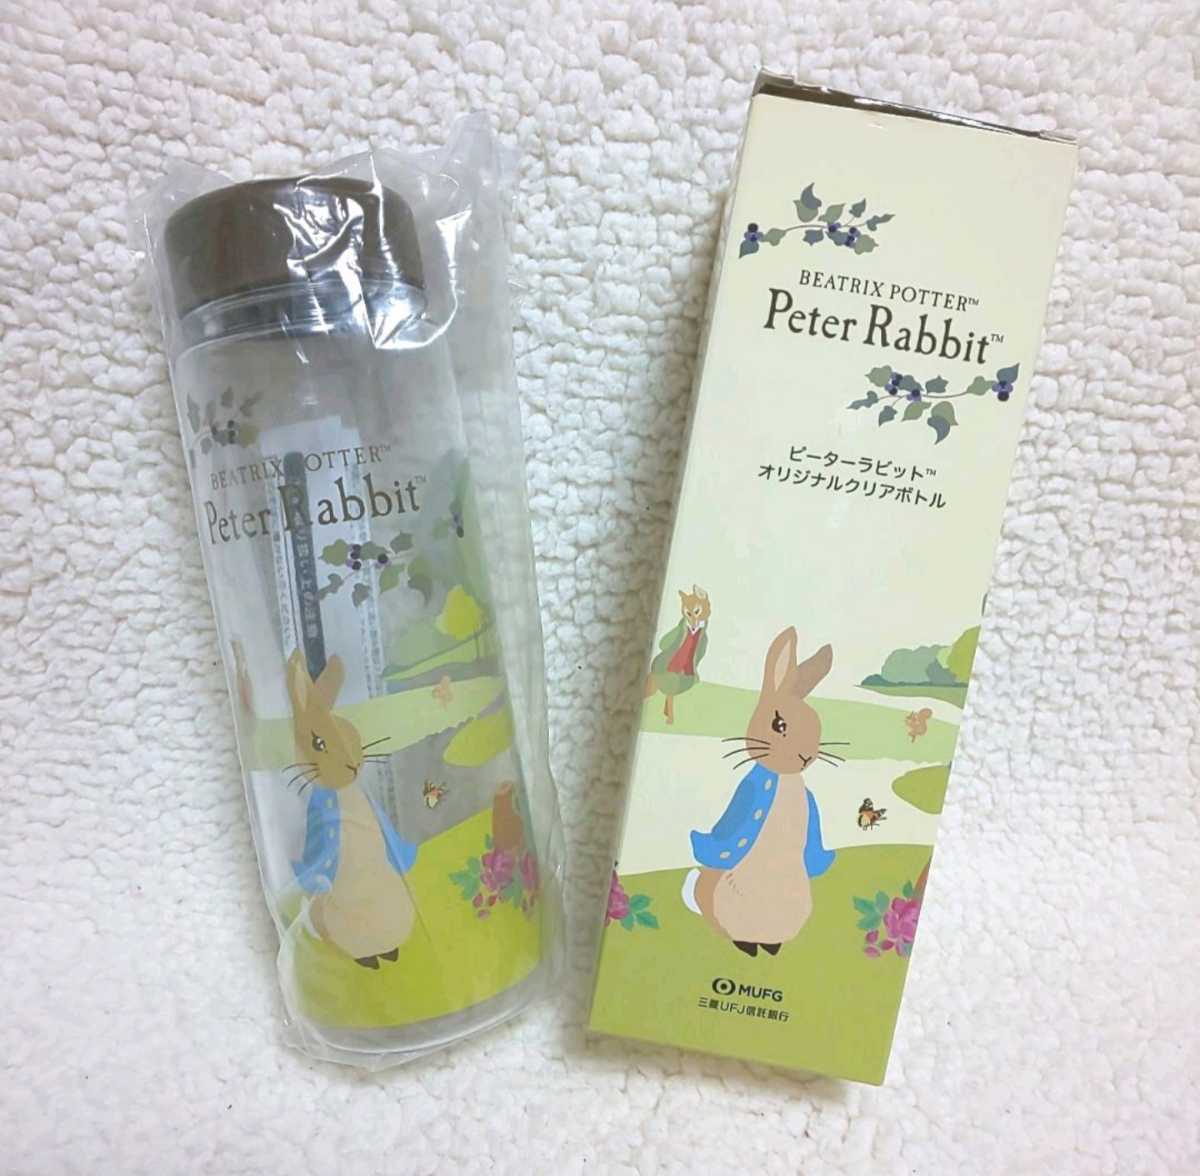 BEATRIX POTTER™
Peter Rabbit™
BEATRIX POTTER™
Peter Rabbit™
ピーターラビット™
オリジナルクリアボトル
MUFG
三菱UFJ信託銀行